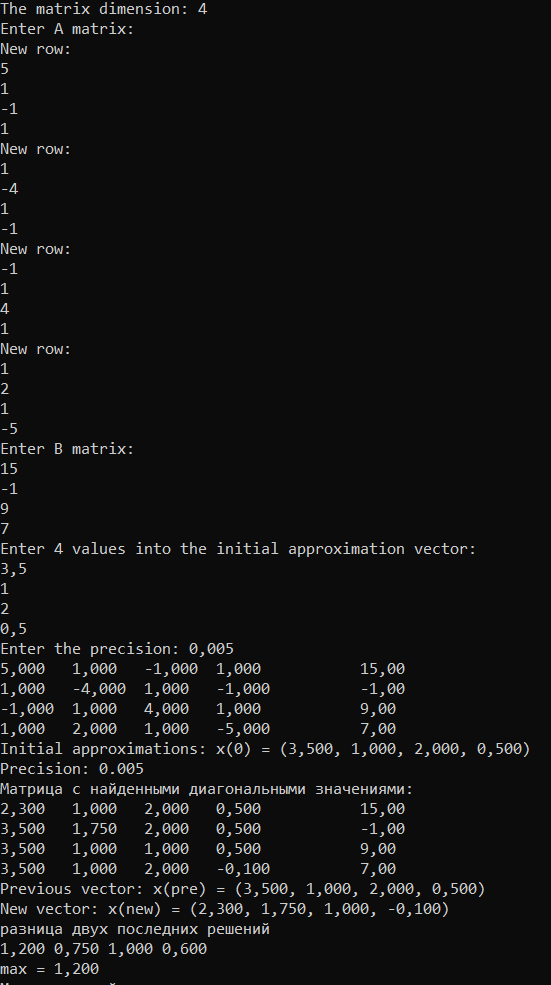 The matrix dimension: 4
Enter A matrix:
New row:
5
1
-1
1
New row:
1
-4
1
-1
New row:
-1
1
4
1
New row:
1
2
1
-5
Enter B matrix:
15
-1
9
7
Enter 4 values into the initial approximation vector:
3,5
1
2
0,5
Enter the precision: 0,005
5,000 1,000 -1,000 1,000 15,00
1,000 -4,000 1,000 -1,000 -1,00
-1,000 1,000 4,000 1,000 9,00
1,000 2,000 1,000 -5,000 7,00
Initial approximations: x(0) = (3,500, 1,000, 2,000, 0,500)
Precision: 0.005
Матрица с найденными диагональными значениями:
2,300 1,000 2,000 0,500 15,00
3,500 1,750 2,000 0,500 -1,00
3,500 1,000 1,000 0,500 9,00
3,500 1,000 2,000 -0,100 7,00
Previous vector: x(pre) = (3,500, 1,000, 2,000, 0,500)
New vector: x(new) = (2,300, 1,750, 1,000, -0,100)
разница двух последних решений
1,200 0,750 1,000 0,600
max = 1,200